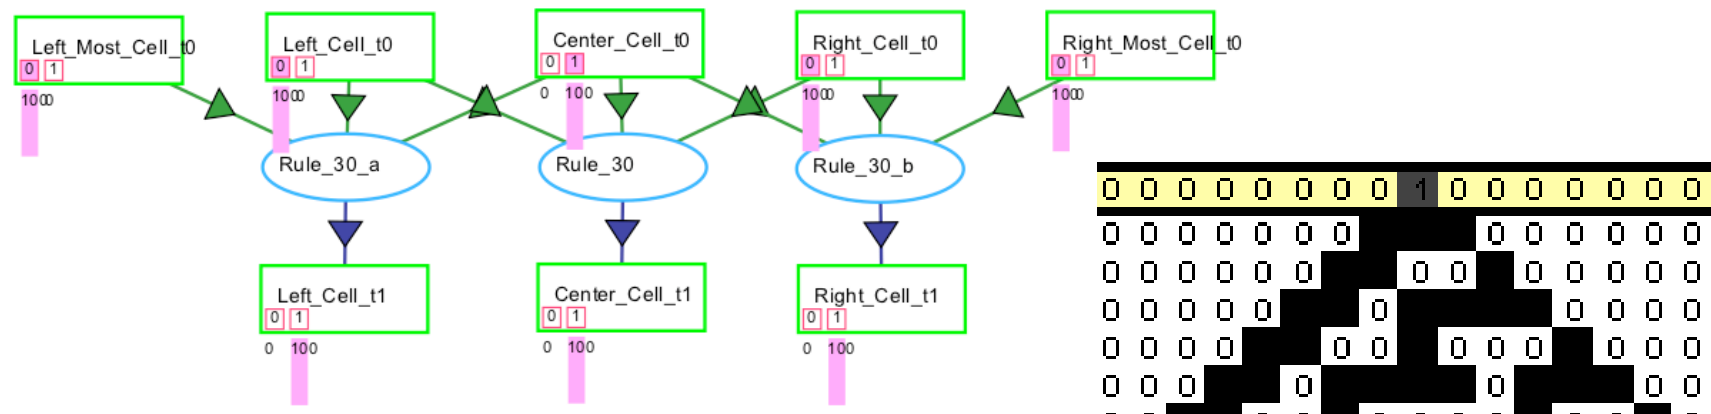 Left_Most_Cell_t0
0 1
100 0
Left_Cell_t0
0 1
100 0
Center_Cell_t0
0 1
0 100
Right_Cell_t0
0 1
100 0
Right_Most_Cell_t0
0 1
100 0
Rule_30_a
Rule_30
Rule_30_b
Left_Cell_t1
0 1
0 100
Center_Cell_t1
0 1
0 100
Right_Cell_t1
0 1
0 100
0 0 0 0 0 0 0 0 1 0 0 0 0 0 0 0
0 0 0 0 0 0 0 0 0 0 0 0 0
0 0 0 0 0 0 0 0 0 0 0 0 0
0 0 0 0 0 0 0 0 0 0
0 0 0 0 0 0 0 0 0 0 0 0
0 0 0 0 0 0 0